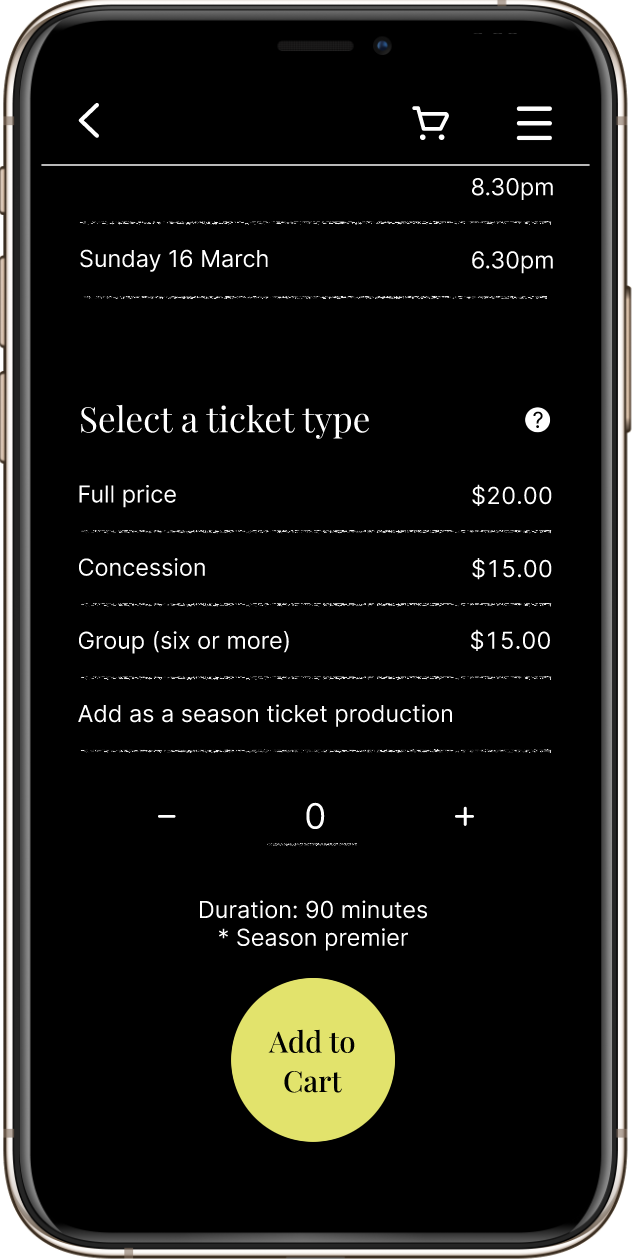 8.30pm
Sunday 16 March 6.30pm
Select a ticket type ?
Full price $20.00
Concession $15.00
Group (six or more) $15.00
Add as a season ticket production
− 0 +
Duration: 90 minutes
* Season premier
Add to
Cart